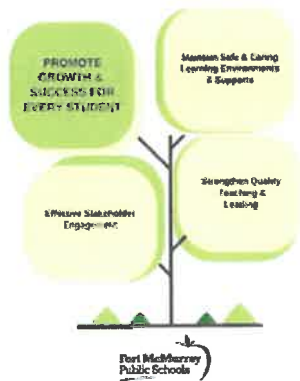 PROMOTE
GROWTH &
SUCCESS FOR
EVERY STUDENT
Maintain Safe & Caring
Learning Environments
& Supports
Effective Stakeholder
Engagement
Strengthen Quality
Teaching &
Leading
Fort McMurray
Public Schools